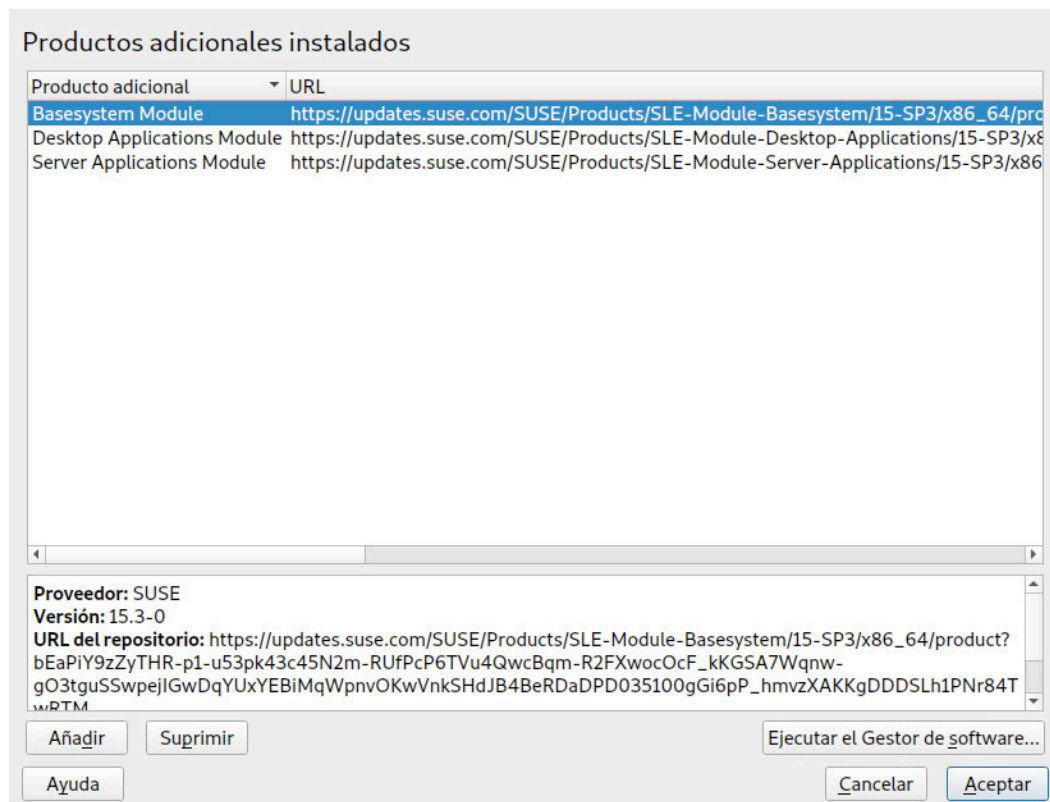 Productos adicionales instalados
Producto adicional URL
Basesystem Module https://updates.suse.com/SUSE/Products/SLE-Module-Basesystem/15-SP3/x86_64/pro
Desktop Applications Module https://updates.suse.com/SUSE/Products/SLE-Module-Desktop-Applications/15-SP3/x8
Server Applications Module https://updates.suse.com/SUSE/Products/SLE-Module-Server-Applications/15-SP3/x86
Proveedor: SUSE
Versión: 15.3-0
URL del repositorio: https://updates.suse.com/SUSE/Products/SLE-Module-Basesystem/15-SP3/x86_64/product?
bEaPiY9zZyTHR-p1-u53pk43c45N2m-RUfPcP6TVu4QwcBqm-R2FXwocOcF_kKGSA7Wqnw-
gO3tguSSwpejIGwDqYUxYEBiMqWpnvOKwVnkSHdJB4BeRDaDPD035100gGi6pP_hmvzXAKKgDDDSLh1PNr84T
wRTM
Añadir Suprimir Ejecutar el Gestor de software...
Ayuda Cancelar Aceptar